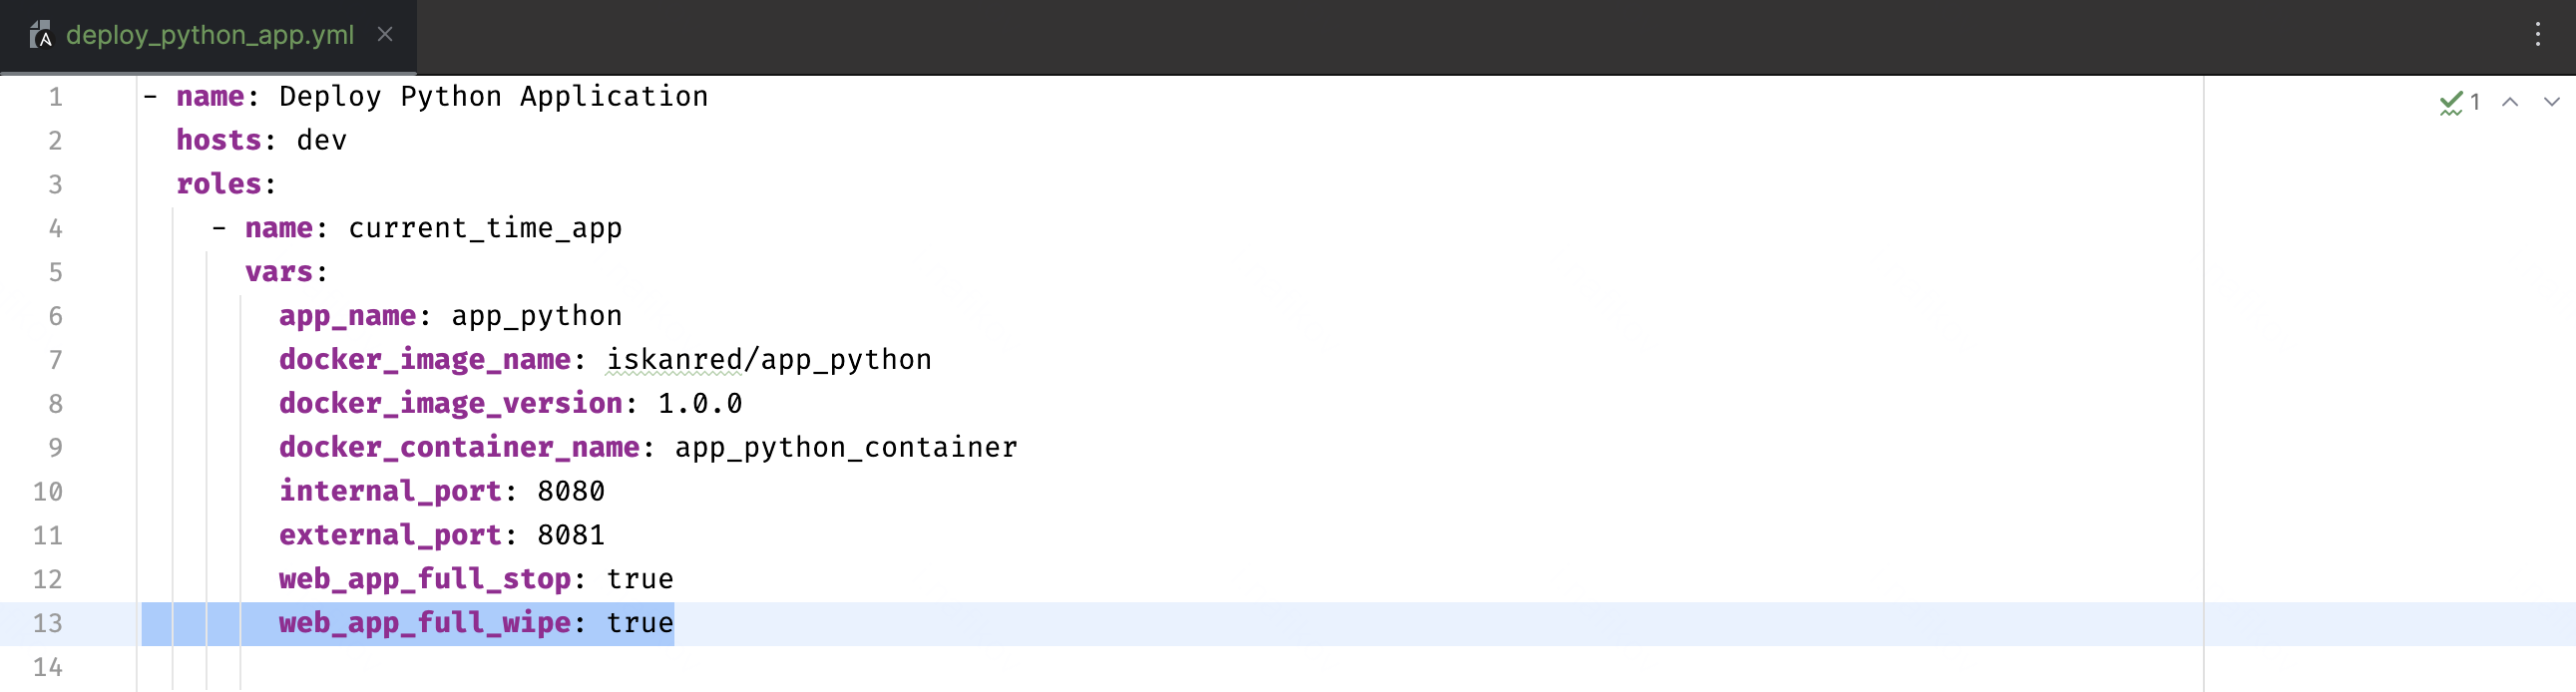 deploy_python_app.yml
1 - name: Deploy Python Application
2 hosts: dev
3 roles:
4 - name: current_time_app
5 vars:
6 app_name: app_python
7 docker_image_name: iskanred/app_python
8 docker_image_version: 1.0.0
9 docker_container_name: app_python_container
10 internal_port: 8080
11 external_port: 8081
12 web_app_full_stop: true
13 web_app_full_wipe: true
14
1